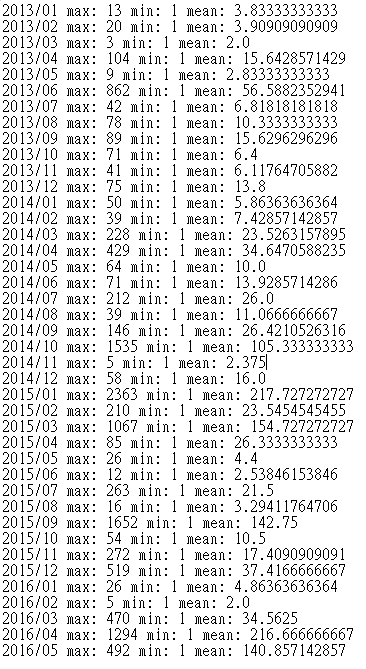 2013/01 max: 13 min: 1 mean: 3.83333333333
2013/02 max: 20 min: 1 mean: 3.90909090909
2013/03 max: 3 min: 1 mean: 2.0
2013/04 max: 104 min: 1 mean: 15.6428571429
2013/05 max: 9 min: 1 mean: 2.83333333333
2013/06 max: 862 min: 1 mean: 56.5882352941
2013/07 max: 42 min: 1 mean: 6.81818181818
2013/08 max: 78 min: 1 mean: 10.3333333333
2013/09 max: 89 min: 1 mean: 15.6296296296
2013/10 max: 71 min: 1 mean: 6.4
2013/11 max: 41 min: 1 mean: 6.11764705882
2013/12 max: 75 min: 1 mean: 13.8
2014/01 max: 50 min: 1 mean: 5.86363636364
2014/02 max: 39 min: 1 mean: 7.42857142857
2014/03 max: 228 min: 1 mean: 23.5263157895
2014/04 max: 429 min: 1 mean: 34.6470588235
2014/05 max: 64 min: 1 mean: 10.0
2014/06 max: 71 min: 1 mean: 13.9285714286
2014/07 max: 212 min: 1 mean: 26.0
2014/08 max: 39 min: 1 mean: 11.0666666667
2014/09 max: 146 min: 1 mean: 26.4210526316
2014/10 max: 1535 min: 1 mean: 105.333333333
2014/11 max: 5 min: 1 mean: 2.375
2014/12 max: 58 min: 1 mean: 16.0
2015/01 max: 2363 min: 1 mean: 217.727272727
2015/02 max: 210 min: 1 mean: 23.5454545455
2015/03 max: 1067 min: 1 mean: 154.727272727
2015/04 max: 85 min: 1 mean: 26.3333333333
2015/05 max: 26 min: 1 mean: 4.4
2015/06 max: 12 min: 1 mean: 2.53846153846
2015/07 max: 263 min: 1 mean: 21.5
2015/08 max: 16 min: 1 mean: 3.29411764706
2015/09 max: 1652 min: 1 mean: 142.75
2015/10 max: 54 min: 1 mean: 10.5
2015/11 max: 272 min: 1 mean: 17.4090909091
2015/12 max: 519 min: 1 mean: 37.4166666667
2016/01 max: 26 min: 1 mean: 4.86363636364
2016/02 max: 5 min: 1 mean: 2.0
2016/03 max: 470 min: 1 mean: 34.5625
2016/04 max: 1294 min: 1 mean: 216.666666667
2016/05 max: 492 min: 1 mean: 140.857142857